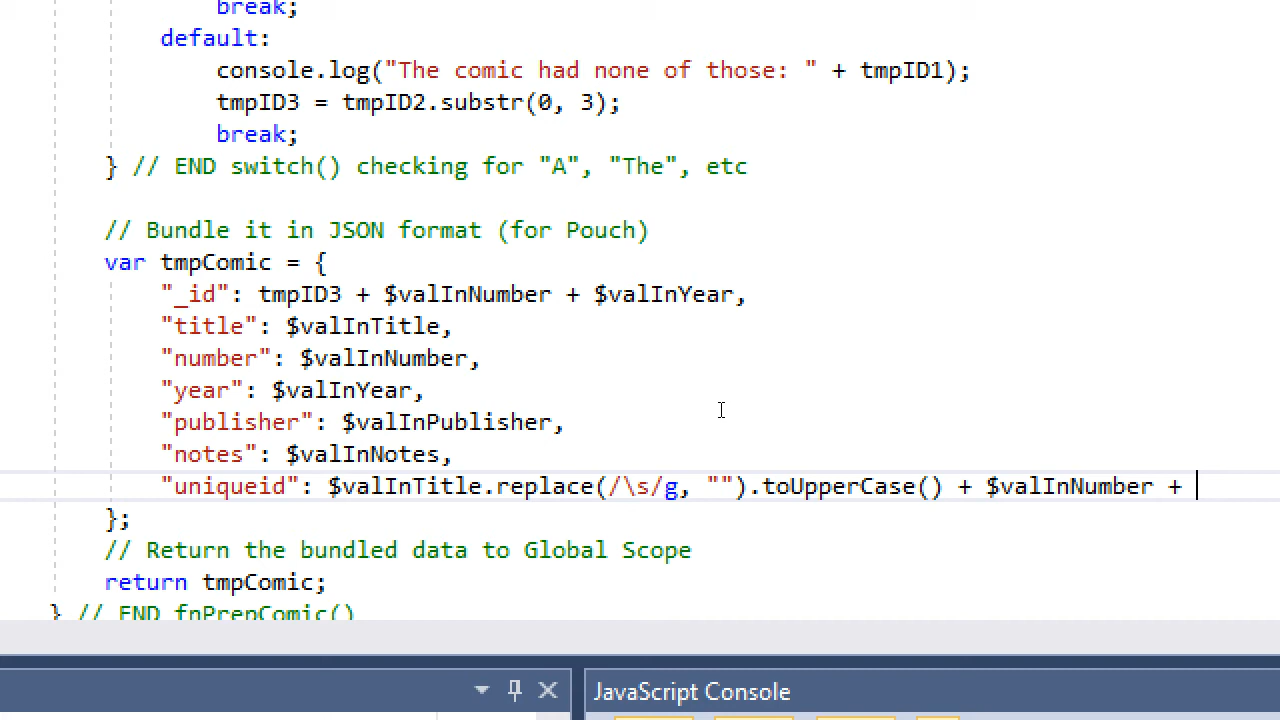 break;
default:
console.log("The comic had none of those: " + tmpID1);
tmpID3 = tmpID2.substr(0, 3);
break;
} // END switch() checking for "A", "The", etc
// Bundle it in JSON format (for Pouch)
var tmpComic = {
"_id": tmpID3 + $valInNumber + $valInYear,
"title": $valInTitle,
"number": $valInNumber,
"year": $valInYear,
"publisher": $valInPublisher,
"notes": $valInNotes,
"uniqueid": $valInTitle.replace(/\s/g, "").toUpperCase() + $valInNumber +
};
// Return the bundled data to Global Scope
return tmpComic;
} // END fnPrepComic()
JavaScript Console